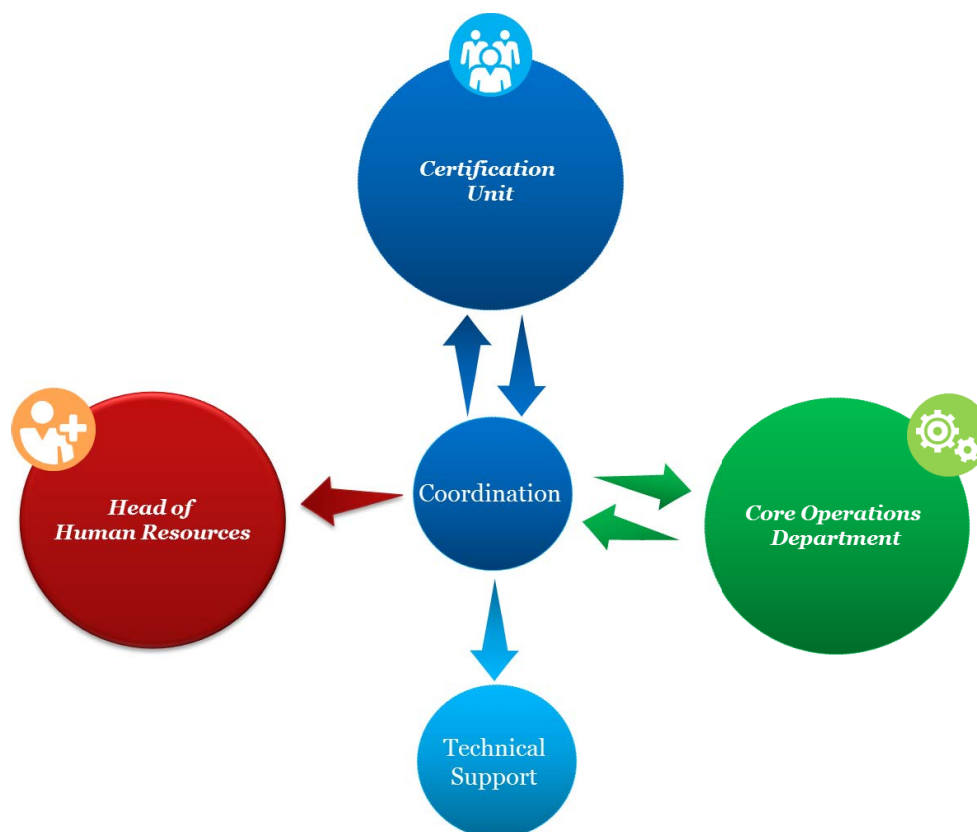 Certification
Unit
Head of
Human Resources
Coordination
Core Operations
Department
Technical
Support